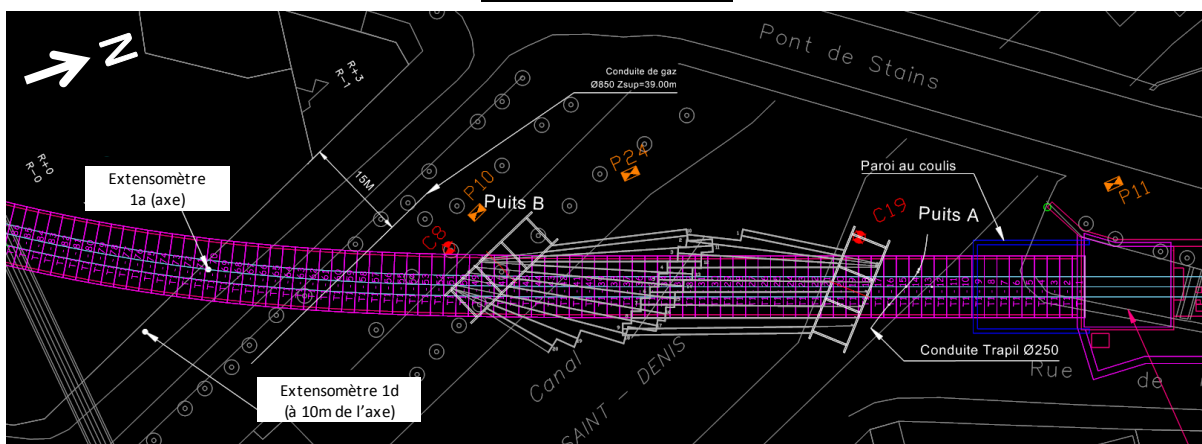 N
Pont de Stains
R+3
R-1
Conduite de gaz
Ø850 Zsup=39.00m
R+0
R-0
Extensomètre
1a (axe)
15M
P10
P24
Puits B
C8
Paroi au coulis
P11
C19
Puits A
Conduite Trapil Ø250
Rue de
Canal
SAINT - DENIS
Extensomètre 1d
(à 10m de l'axe)